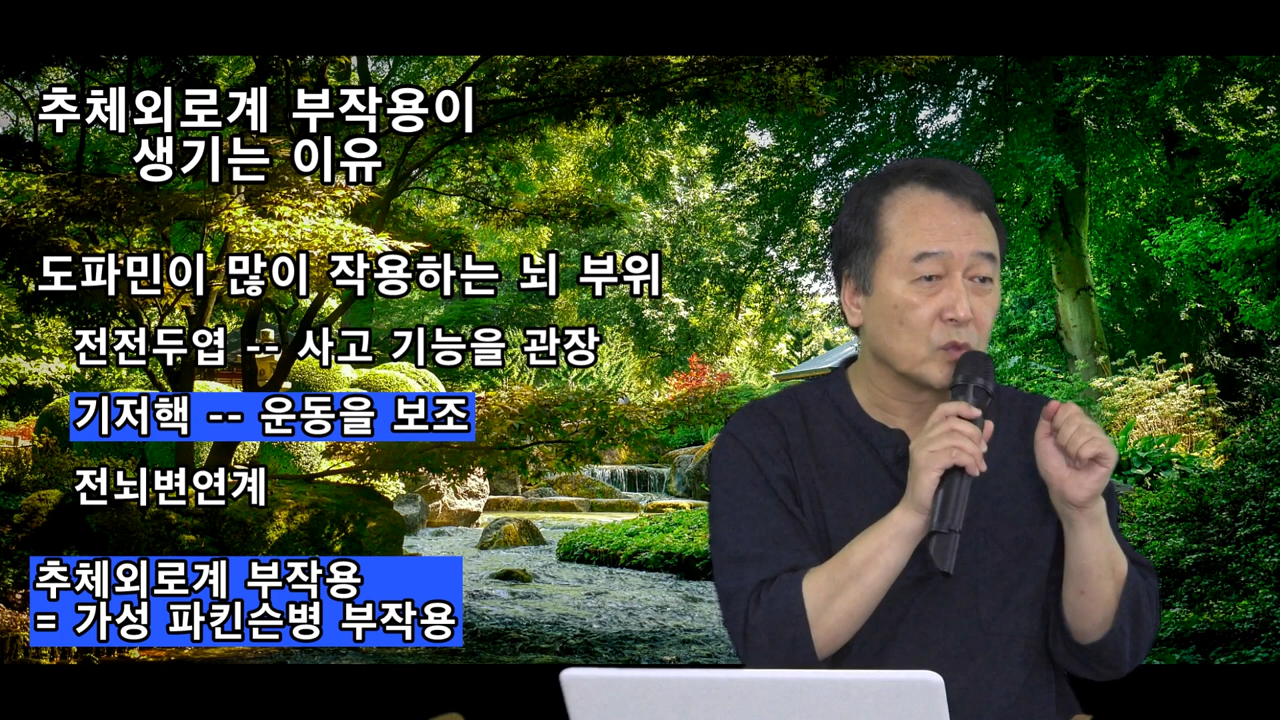 추체외로계 부작용이
생기는 이유
도파민이 많이 작용하는 뇌 부위
전전두엽 -- 사고 기능을 관장
기저핵 -- 운동을 보조
전뇌변연계
추체외로계 부작용
= 가성 파킨슨병 부작용